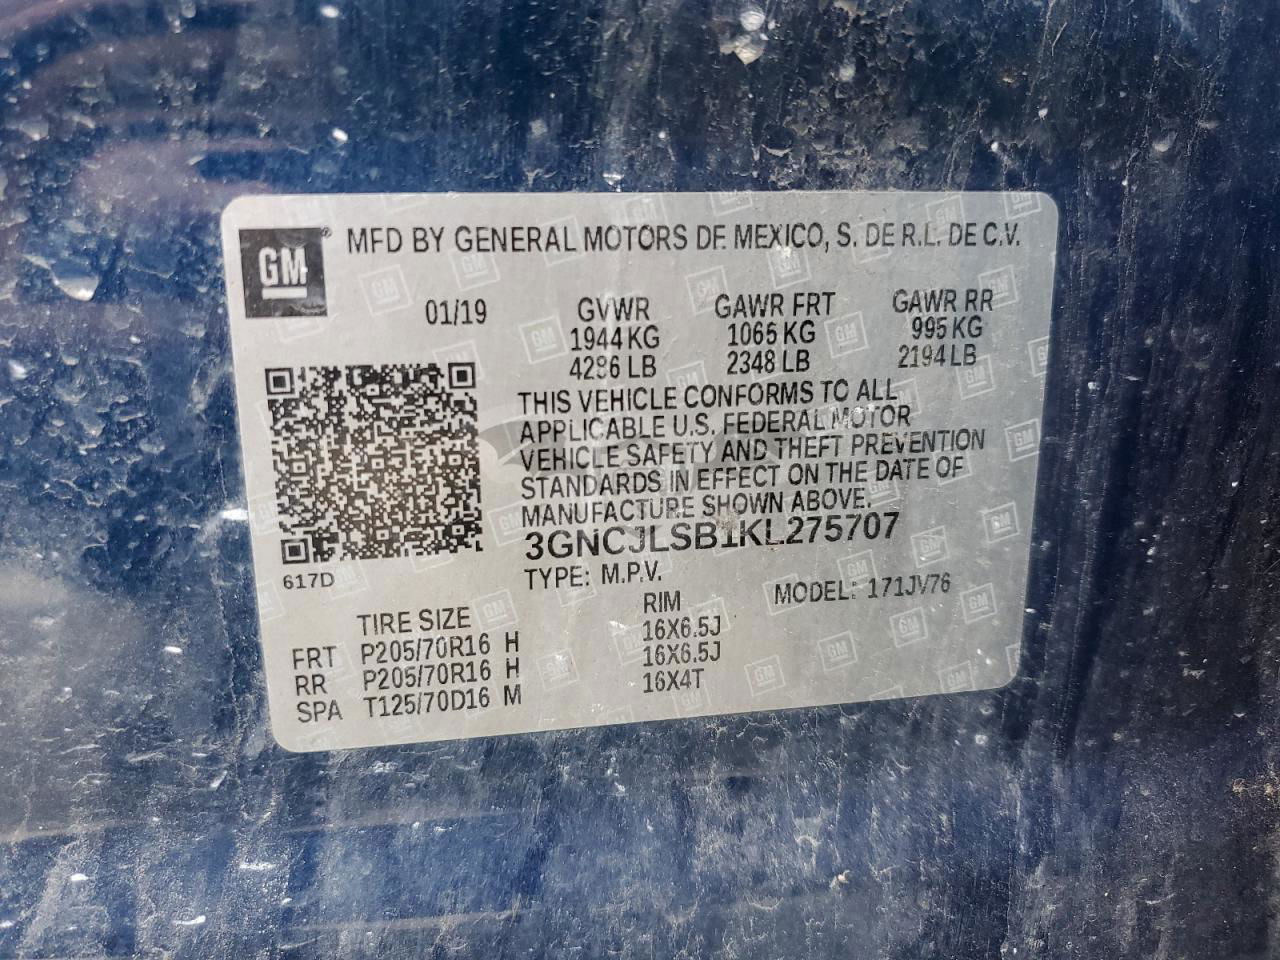 GM ® MFD BY GENERAL MOTORS DE MEXICO, S. DE R.L. DE C.V.
01/19 GVWR GAWR FRT GAWR RR
1944 KG 1065 KG 995 KG
4286 LB 2348 LB 2194 LB
THIS VEHICLE CONFORMS TO ALL
APPLICABLE U.S. FEDERAL MOTOR
VEHICLE SAFETY AND THEFT PREVENTION
STANDARDS IN EFFECT ON THE DATE OF
MANUFACTURE SHOWN ABOVE.
3GNCJLSB1KL275707
617D
TYPE: M.P.V. MODEL: 171JV76
TIRE SIZE RIM
FRT P205/70R16 H 16X6.5J
RR P205/70R16 H 16X6.5J
SPA T125/70D16 M 16X4T